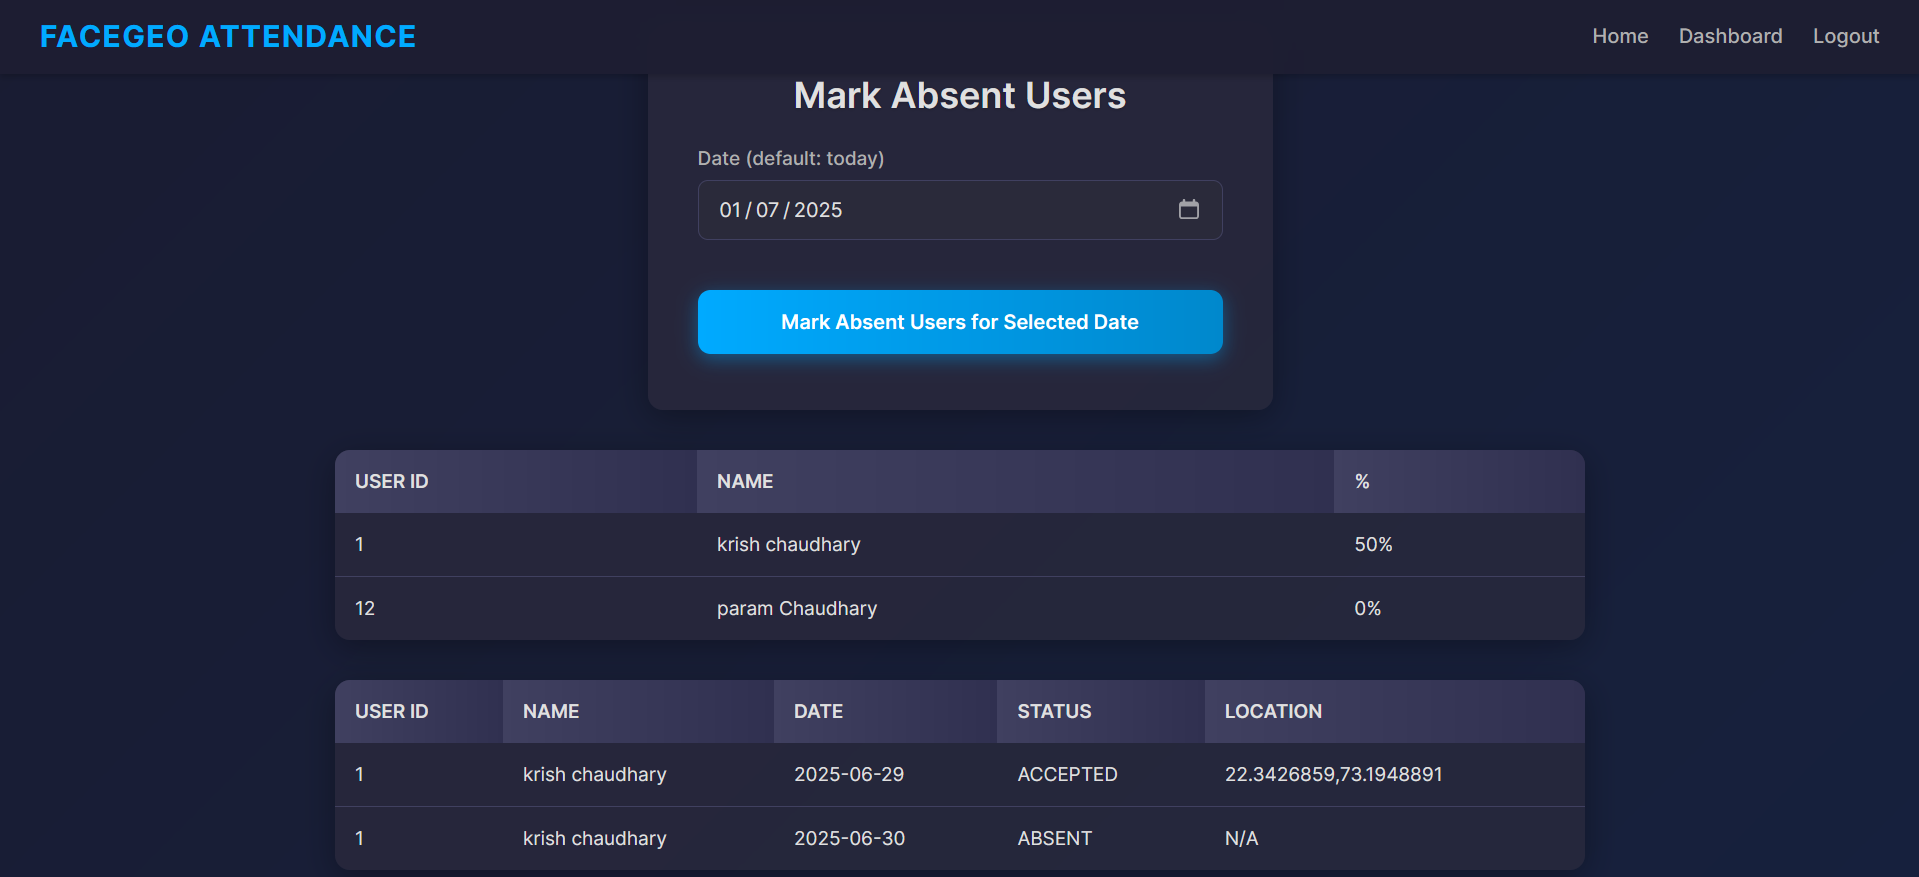 FACEGEO ATTENDANCE
Home Dashboard Logout
Mark Absent Users
Date (default: today)
01/07/2025
Mark Absent Users for Selected Date
USER ID NAME %
1 krish chaudhary 50%
12 param Chaudhary 0%
USER ID NAME DATE STATUS LOCATION
1 krish chaudhary 2025-06-29 ACCEPTED 22.3426859,73.1948891
1 krish chaudhary 2025-06-30 ABSENT N/A